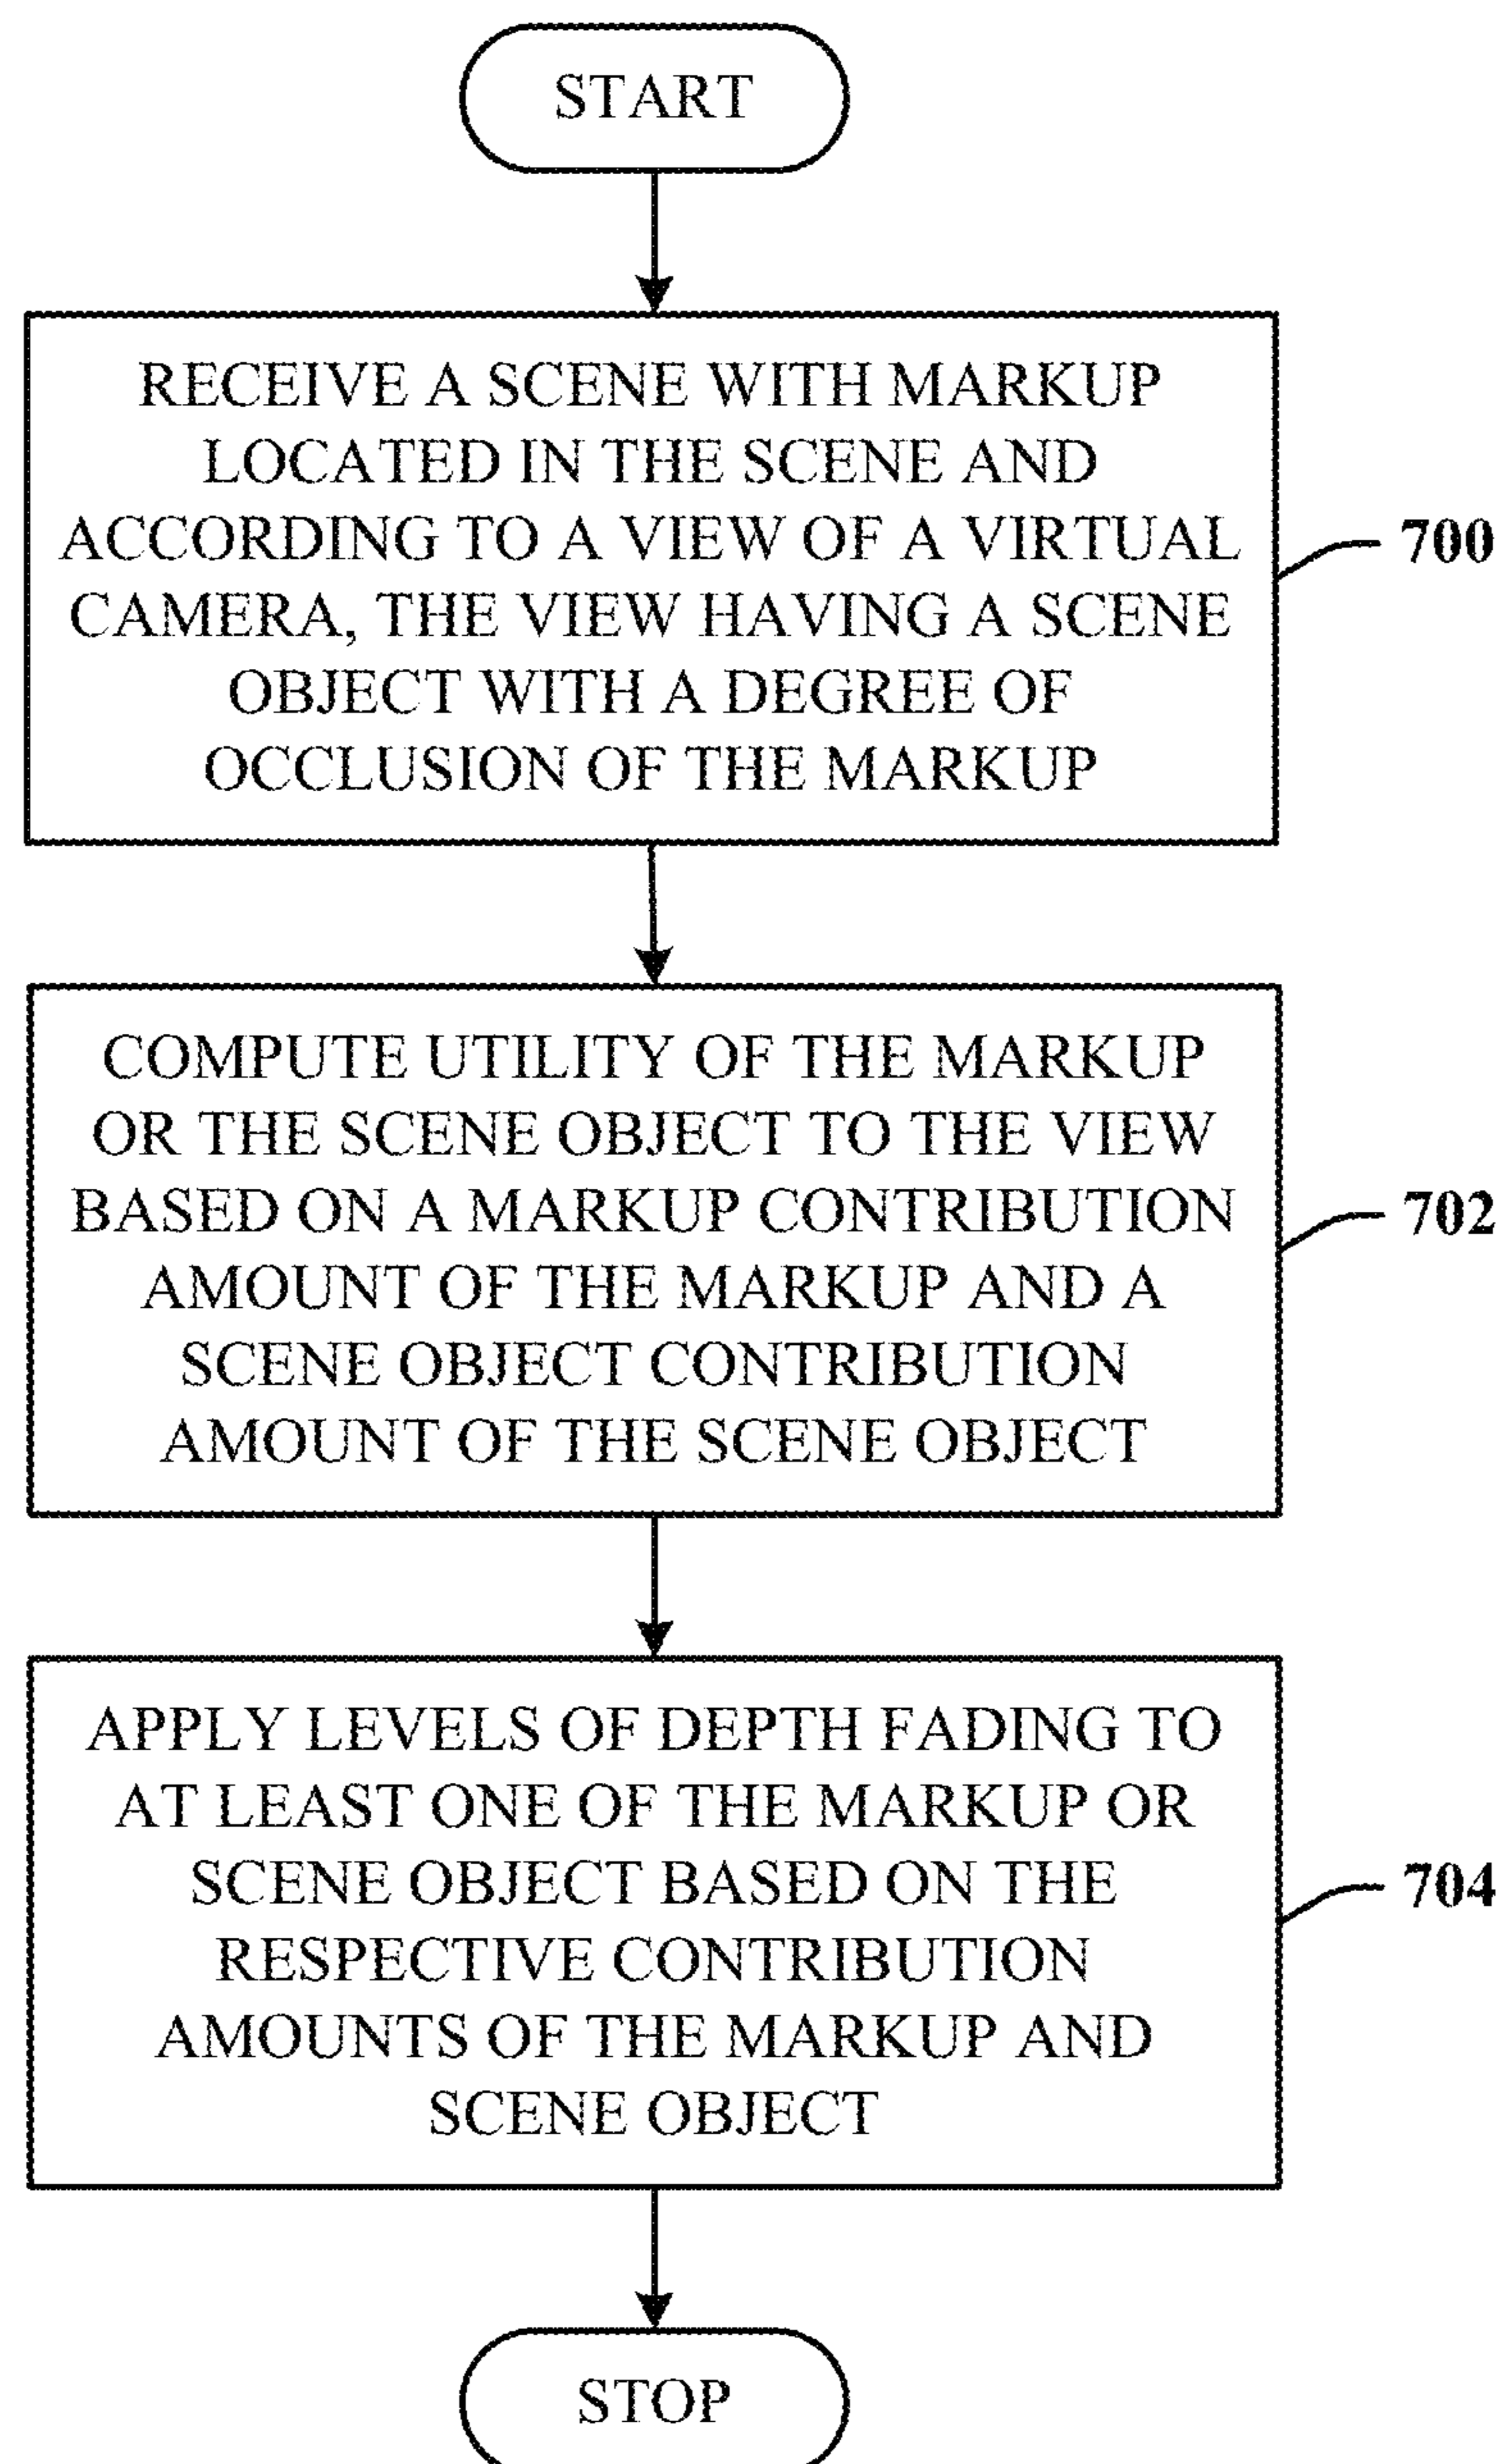 START
RECEIVE A SCENE WITH MARKUP
LOCATED IN THE SCENE AND
ACCORDING TO A VIEW OF A VIRTUAL
CAMERA, THE VIEW HAVING A SCENE
OBJECT WITH A DEGREE OF
OCCLUSION OF THE MARKUP
700
COMPUTE UTILITY OF THE MARKUP
OR THE SCENE OBJECT TO THE VIEW
BASED ON A MARKUP CONTRIBUTION
AMOUNT OF THE MARKUP AND A
SCENE OBJECT CONTRIBUTION
AMOUNT OF THE SCENE OBJECT
702
APPLY LEVELS OF DEPTH FADING TO
AT LEAST ONE OF THE MARKUP OR
SCENE OBJECT BASED ON THE
RESPECTIVE CONTRIBUTION
AMOUNTS OF THE MARKUP AND
SCENE OBJECT
704
STOP